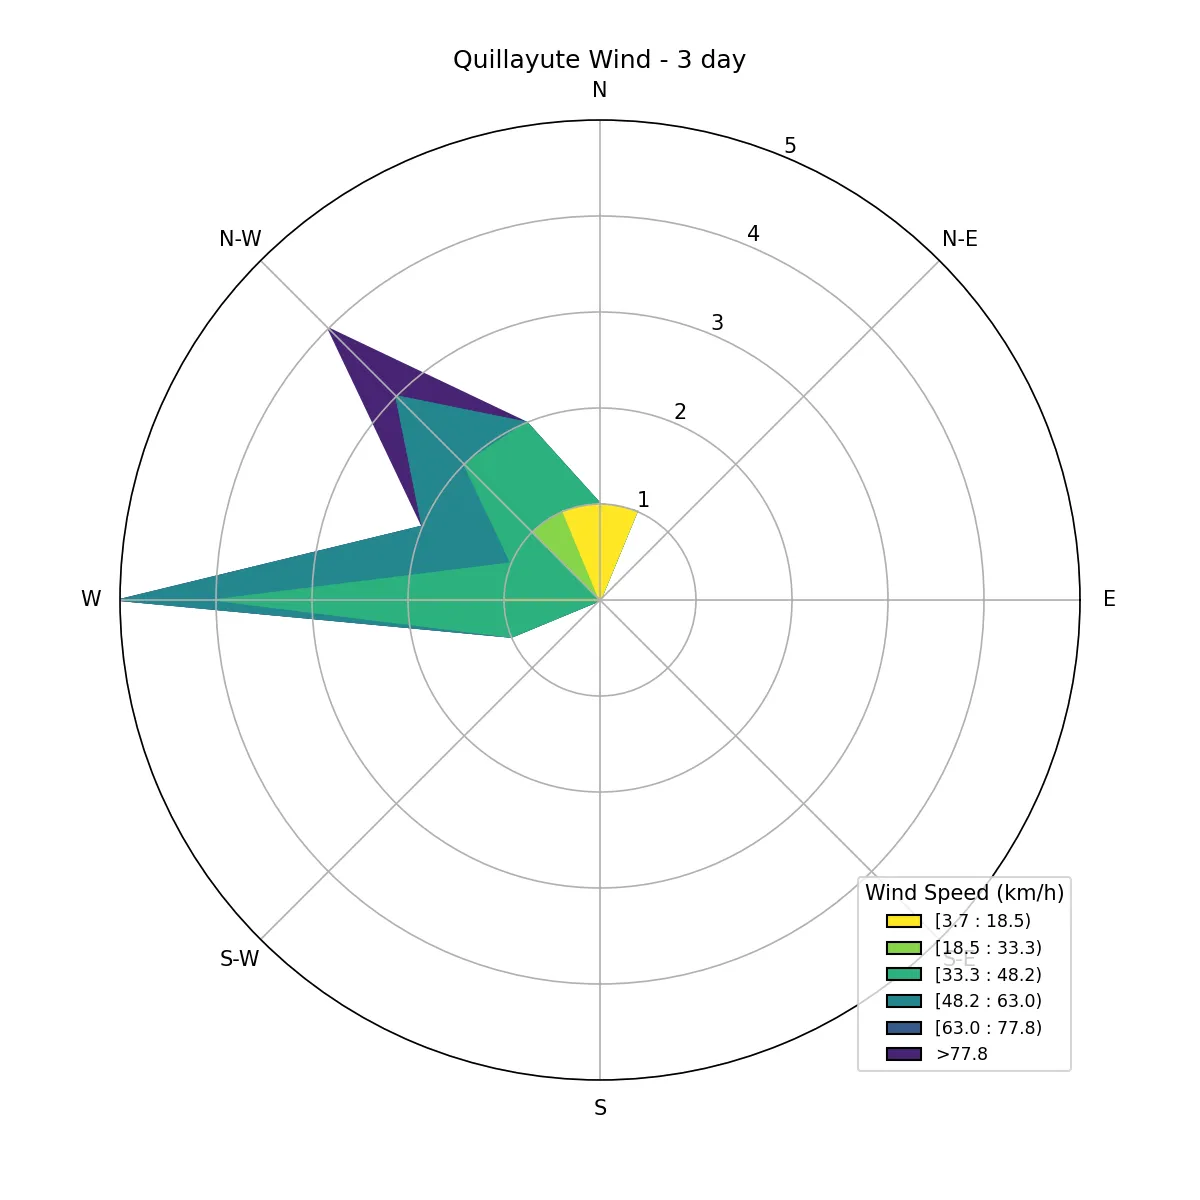 Quillayute Wind - 3 day
N
5
N-W
4
N-E
3
2
1
W
E
Wind Speed (km/h)
[3.7 : 18.5)
[18.5 : 33.3)
S-W
S-E
[33.3 : 48.2)
[48.2 : 63.0)
[63.0 : 77.8)
>77.8
S